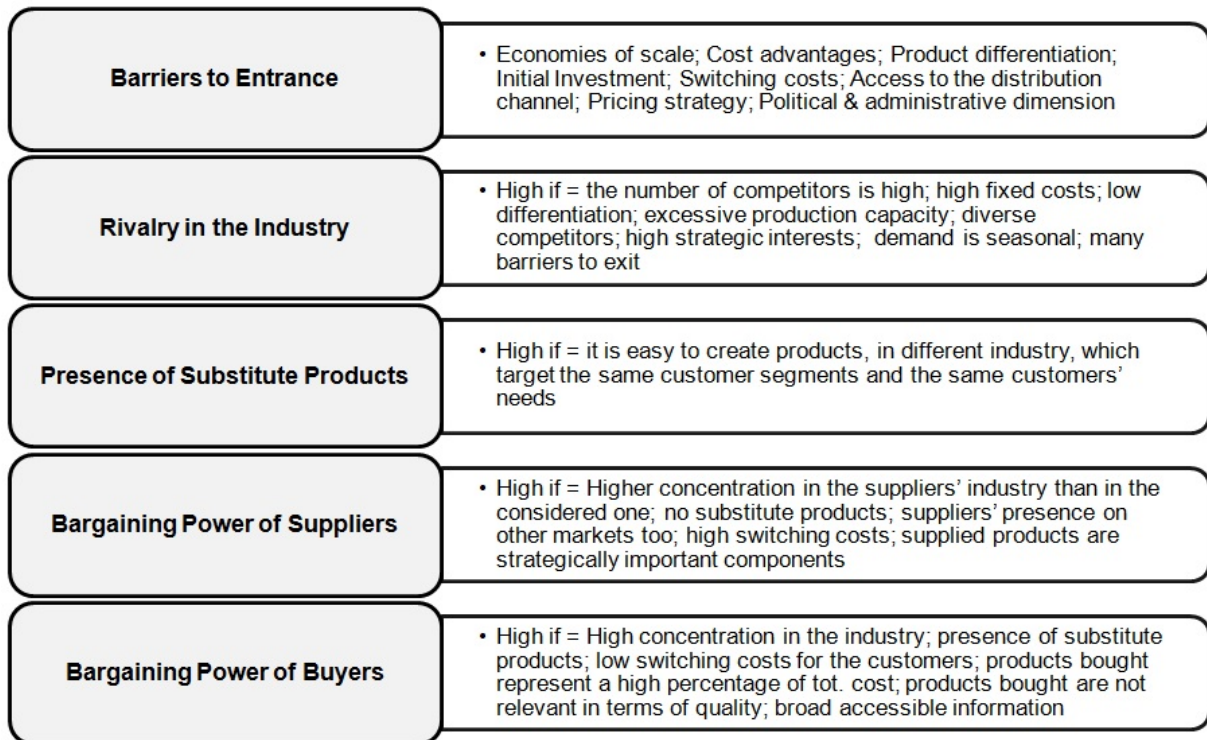 Barriers to Entrance
• Economies of scale; Cost advantages; Product differentiation;
Initial Investment; Switching costs; Access to the distribution
channel; Pricing strategy; Political & administrative dimension
Rivalry in the Industry
• High if = the number of competitors is high; high fixed costs; low
differentiation; excessive production capacity; diverse
competitors; high strategic interests; demand is seasonal; many
barriers to exit
Presence of Substitute Products
• High if = it is easy to create products, in different industry, which
target the same customer segments and the same customers’
needs
Bargaining Power of Suppliers
• High if = Higher concentration in the suppliers’ industry than in the
considered one; no substitute products; suppliers’ presence on
other markets too; high switching costs; supplied products are
strategically important components
Bargaining Power of Buyers
• High if = High concentration in the industry; presence of substitute
products; low switching costs for the customers; products bought
represent a high percentage of tot. cost; products bought are not
relevant in terms of quality; broad accessible information